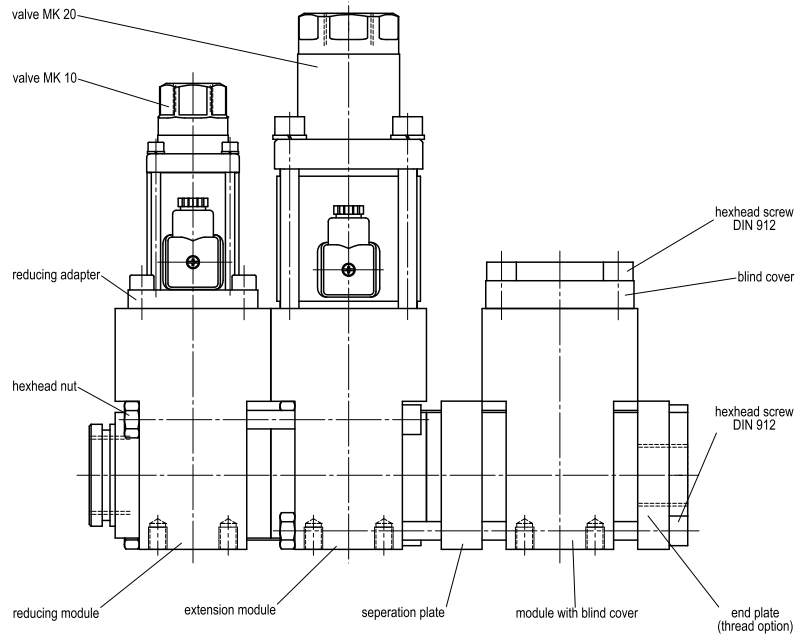 valve MK 20
valve MK 10
hexhead screw
DIN 912
reducing adapter
blind cover
hexhead nut
hexhead screw
DIN 912
reducing module
extension module
seperation plate
module with blind cover
end plate
(thread option)